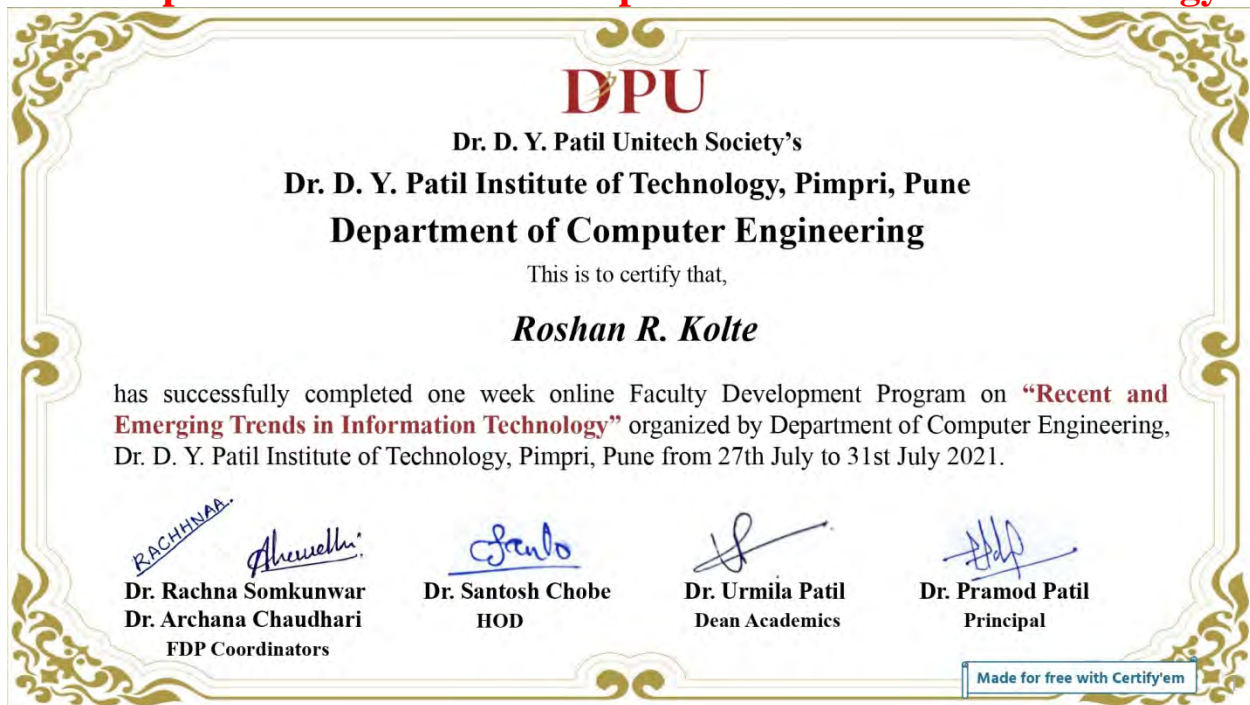 DPU
Dr. D. Y. Patil Unitech Society's
Dr. D. Y. Patil Institute of Technology, Pimpri, Pune
Department of Computer Engineering
This is to certify that,
Roshan R. Kolte
has successfully completed one week online Faculty Development Program on “Recent and
Emerging Trends in Information Technology” organized by Department of Computer Engineering,
Dr. D. Y. Patil Institute of Technology, Pimpri, Pune from 27th July to 31st July 2021.
RACHHNAA.
Dr. Rachna Somkunwar Dr. Santosh Chobe Dr. Urmila Patil Dr. Pramod Patil
Dr. Archana Chaudhari HOD Dean Academics Principal
FDP Coordinators
Made for free with Certify'em